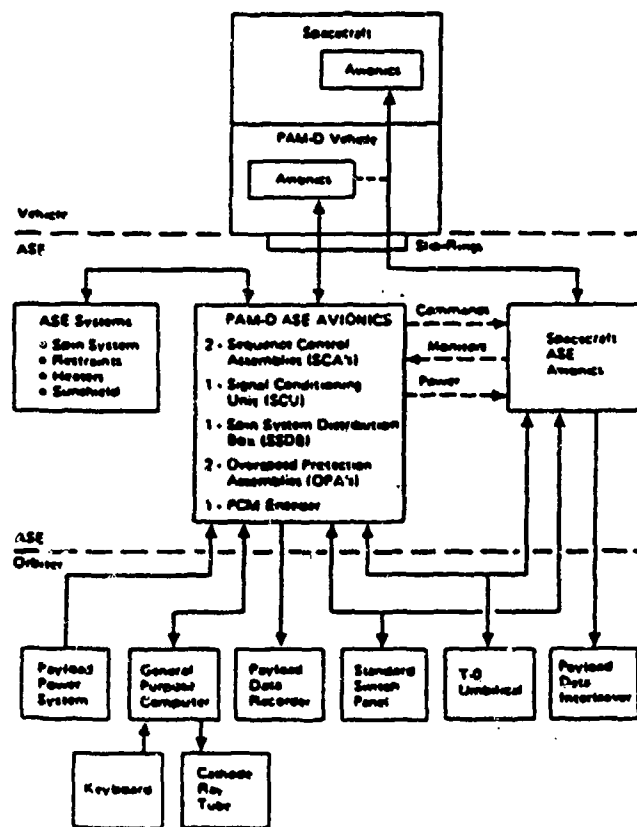 Spacecraft
Avionics
PAM-D Vehicle
Avionics
Vehicle
ASE
Slip-Rings
ASE Systems
o Spin System
• Restraints
• Heaters
• Sunshield
PAM-D ASE AVIONICS
2 - Sequence Control
Assemblies (SCA's)
1 - Signal Conditioning
Unit (SCU)
1 - Spin System Distribution
Box (SSDB)
2 - Overspeed Protection
Assemblies (OPA's)
1 - PCM Encoder
Commands
Monitors
Power
Spacecraft
ASE
Avionics
ASE
Orbiter
Payload
Power
System
General
Purpose
Computer
Payload
Data
Recorder
Standard
Switch
Panel
T-0
Umbilical
Payload
Data
Interleaver
Keyboard
Cathode
Ray
Tube